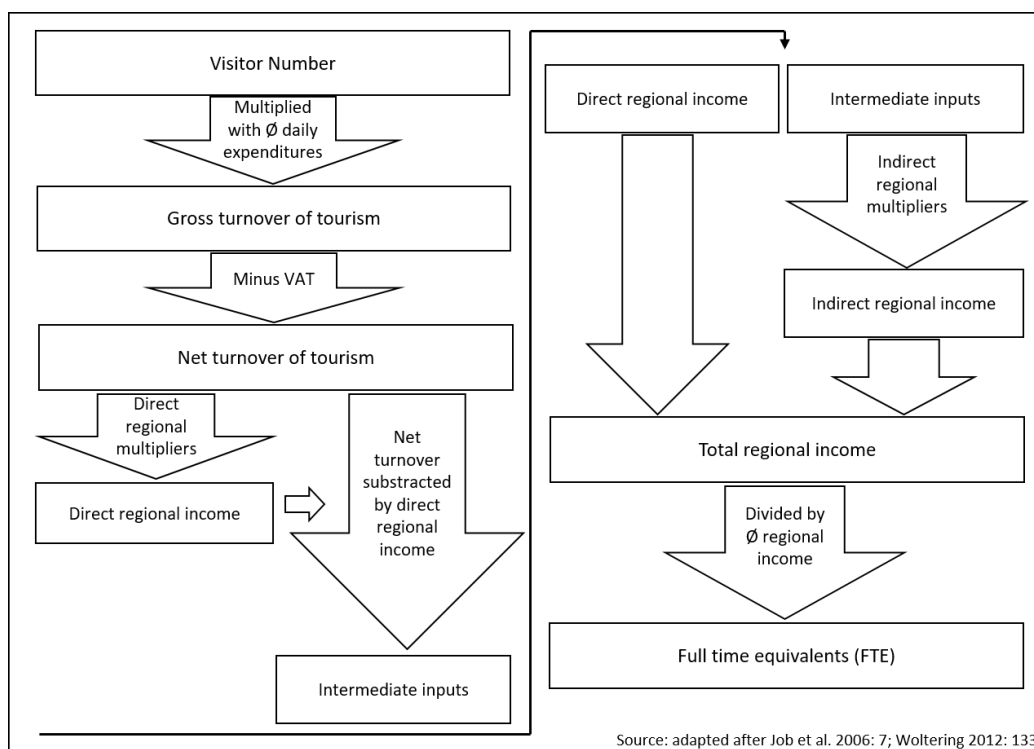 Visitor Number
Multiplied
with Ø daily
expenditures
Gross turnover of tourism
Minus VAT
Net turnover of tourism
Direct
regional
multipliers
Direct regional income
Net
turnover
substracted
by direct
regional
income
Intermediate inputs
Direct regional income
Intermediate inputs
Indirect
regional
multipliers
Indirect regional income
Total regional income
Divided by
Ø regional
income
Full time equivalents (FTE)
Source: adapted after Job et al. 2006: 7; Woltering 2012: 133